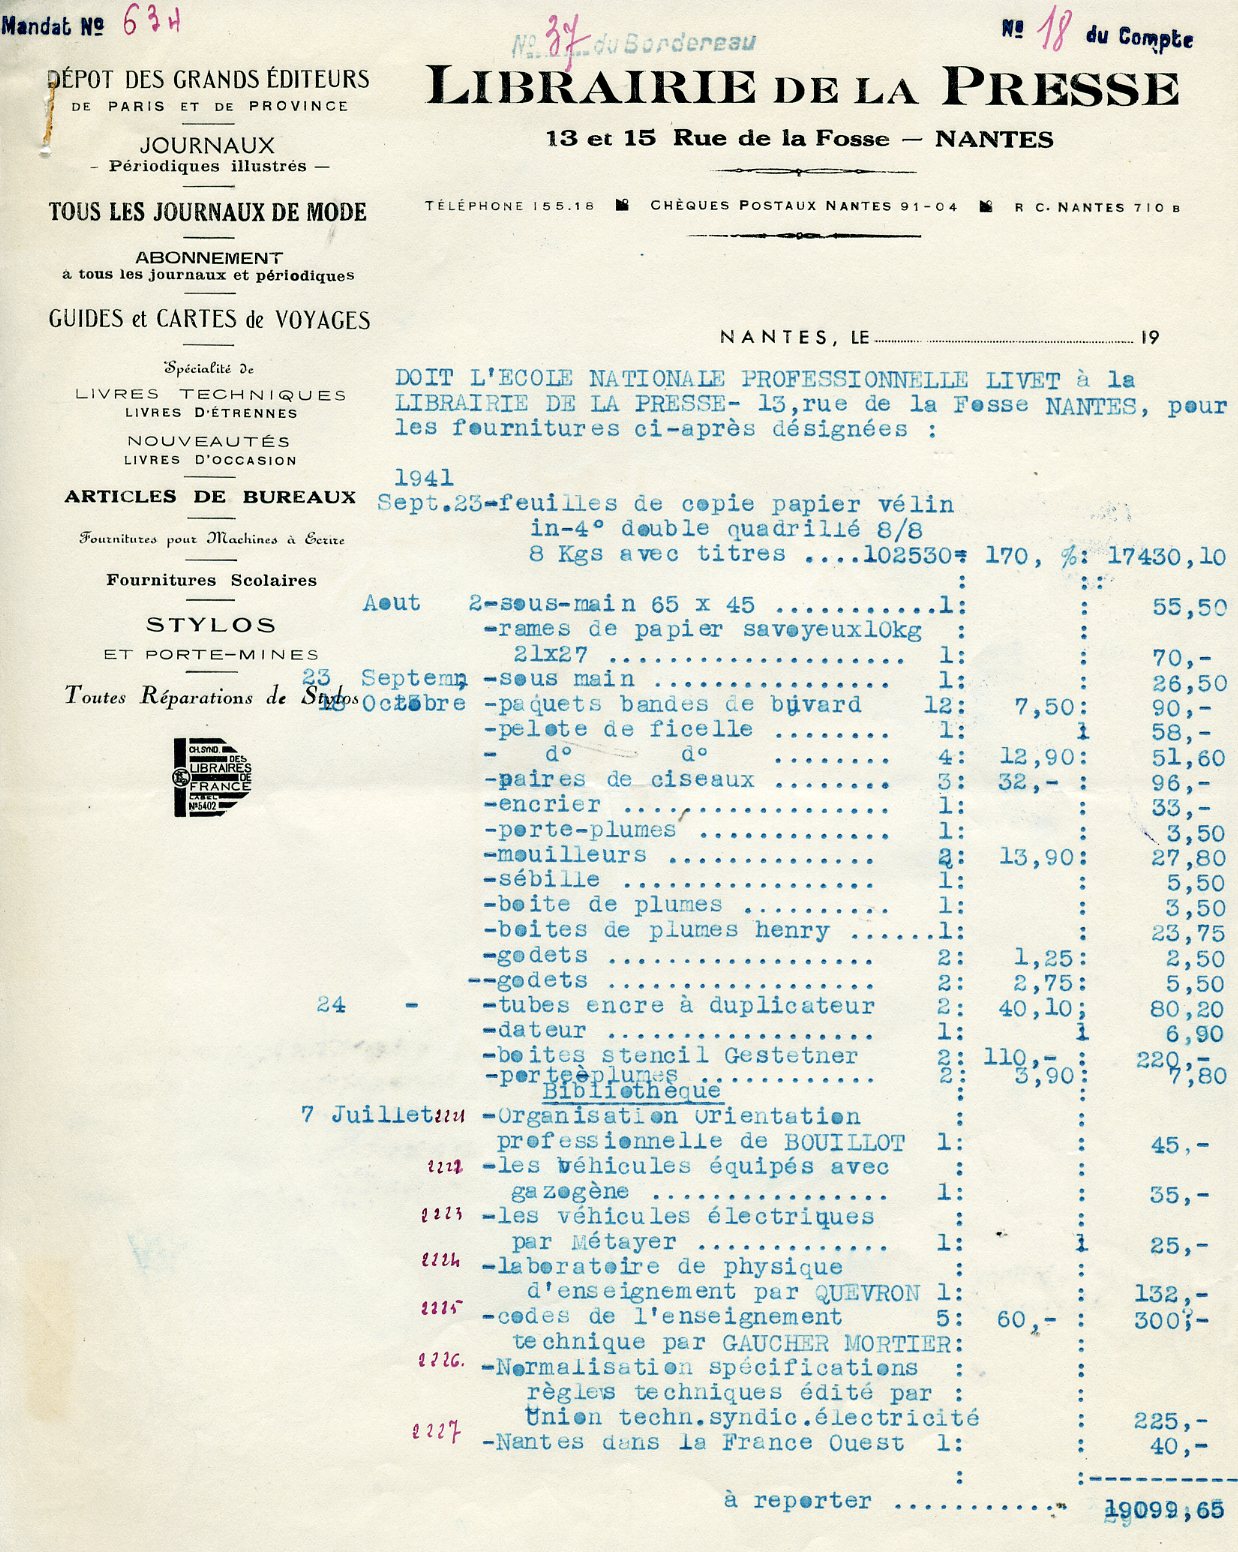 Mandat Nº 634
Nº 37 du Bordereau
Nº 18 du Compte
DÉPOT DES GRANDS ÉDITEURS
DE PARIS ET DE PROVINCE
JOURNAUX
- Périodiques illustrés —
TOUS LES JOURNAUX DE MODE
ABONNEMENT
à tous les journaux et périodiques
GUIDES et CARTES de VOYAGES
Spécialité de
LIVRES TECHNIQUES
LIVRES D'ÉTRENNES
NOUVEAUTÉS
LIVRES D'OCCASION
ARTICLES DE BUREAUX
Fournitures pour Machines à Ecrire
Fournitures Scolaires
STYLOS
ET PORTE-MINES
Toutes Réparations de Stylos
CH.SYND.
DES
LIBRAIRES
DE
FRANCE
LABEL
Nº5402
LIBRAIRIE DE LA PRESSE
13 et 15 Rue de la Fosse — NANTES
TÉLÉPHONE 155.18 CHÈQUES POSTAUX NANTES 91-04 R C. NANTES 710 B
NANTES, LE ........ 19
DOIT L'ECOLE NATIONALE PROFESSIONNELLE LIVET à la
LIBRAIRIE DE LA PRESSE- 13,rue de la Fosse NANTES, pour
les fournitures ci-après désignées :
1941
Sept.23-feuilles de copie papier vélin
in-4° double quadrillé 8/8
8 Kgs avec titres ....102530: 170, %: 17430,10
Aout 2-sous-main 65 x 45 ...........1: : 55,50
-rames de papier savoyeux10kg :
21x27 .................... 1: : 70,-
23 Septemn -sous main ................ 1: : 26,50
Octobre -paquets bandes de buvard 12: 7,50: 90,-
-pelote de ficelle ........ 1: 1 58,-
- d° d° ........ 4: 12,90: 51,60
-paires de ciseaux ........ 3: 32,- : 96,-
-encrier .................. 1: : 33,-
-porte-plumes ............. 1: : 3,50
-mouilleurs .............. 2: 13,90: 27,80
-sébille ................. 1: : 5,50
-boite de plumes .......... 1: : 3,50
-boites de plumes henry ......1: : 23,75
-godets .................. 2: 1,25: 2,50
--godets .................. 2: 2,75: 5,50
24 - -tubes encre à duplicateur 2: 40,10; 80,20
-dateur .................. 1: 1 6,90
-boites stencil Gestetner 2: 110,- : 220,-
-porteèplumes ............ 2: 3,90: 7,80
Bibliothèque
7 Juillet 2221 -Organisation Orientation
professionnelle de BOUILLOT 1: : 45,-
2222 -les véhicules équipés avec
gazogène ................ 1: : 35,-
2223 -les véhicules électriques
par Métayer ............. 1: 1 25,-
2224 -laboratoire de physique
d'enseignement par QUEVRON 1: : 132,-
2225 -codes de l'enseignement 5: 60,- : 300,-
technique par GAUCHER MORTIER:
2226. -Normalisation spécifications
règles techniques édité par :
Union techn.syndic.électricité : 225,-
2227 -Nantes dans la France Ouest 1: : 40,-
à reporter ............ 19099,65